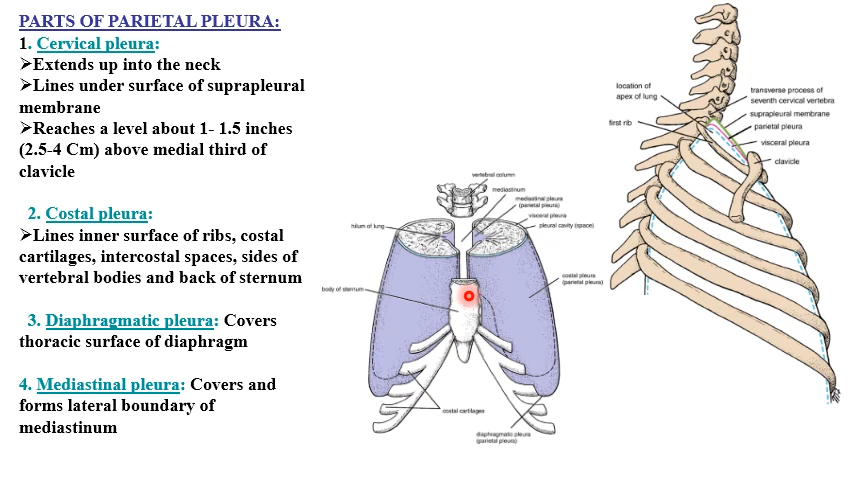 PARTS OF PARIETAL PLEURA:
1. Cervical pleura:
➢Extends up into the neck
➢Lines under surface of suprapleural
membrane
➢Reaches a level about 1- 1.5 inches
(2.5-4 Cm) above medial third of
clavicle
2. Costal pleura:
➢Lines inner surface of ribs, costal
cartilages, intercostal spaces, sides of
vertebral bodies and back of sternum
3. Diaphragmatic pleura: Covers
thoracic surface of diaphragm
4. Mediastinal pleura: Covers and
forms lateral boundary of
mediastinum
vertebral column
mediastinum
mediastinal pleura
(parietal pleura)
visceral pleura
pleural cavity (space)
hilum of lung
costal pleura
(parietal pleura)
body of sternum
costal cartilages
diaphragmatic pleura
(parietal pleura)
location of
apex of lung
first rib
transverse process of
seventh cervical vertebra
suprapleural membrane
parietal pleura
visceral pleura
clavicle